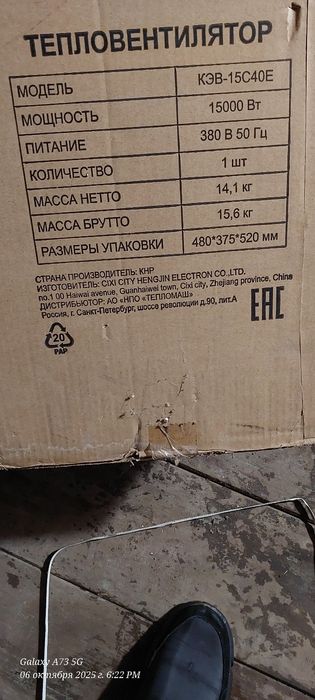 ТЕПЛОВЕНТИЛЯТОР
МОДЕЛЬ КЭВ-15С40Е
МОЩНОСТЬ 15000 Вт
ПИТАНИЕ 380 В 50 Гц
КОЛИЧЕСТВО 1 шт
МАССА НЕТТО 14,1 кг
МАССА БРУТТО 15,6 кг
РАЗМЕРЫ УПАКОВКИ 480*375*520 мм
СТРАНА ПРОИЗВОДИТЕЛЬ: КНР
ИЗГОТОВИТЕЛЬ: CIXI CITY HENGJIN ELECTRON CO.,LTD.
no.1 00 Haiwai avenue, Guanhaiwei town, Cixi city, Zhejiang province, China
ДИСТРИБЬЮТОР: АО «НПО «ТЕПЛОМАШ»
Россия, г. Санкт-Петербург, шоссе революции д.90, лит.А
EAC
20
PAP
Galaxy A73 5G
06 октября 2025 г. 6:22 PM